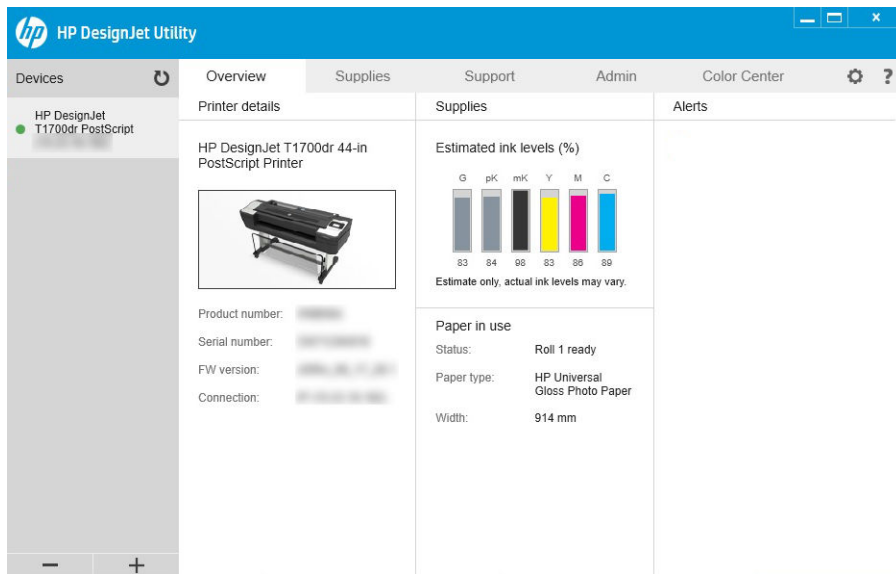 hp HP DesignJet Utility
Devices
HP DesignJet
T1700dr PostScript
Overview Supplies Support Admin Color Center ?
Printer details
HP DesignJet T1700dr 44-in
PostScript Printer
Product number:
Serial number:
FW version:
Connection:
Supplies
Estimated ink levels (%)
G pK mK Y M C
83 84 98 83 86 89
Estimate only, actual ink levels may vary.
Paper in use
Status: Roll 1 ready
Paper type: HP Universal
Gloss Photo Paper
Width: 914 mm
Alerts